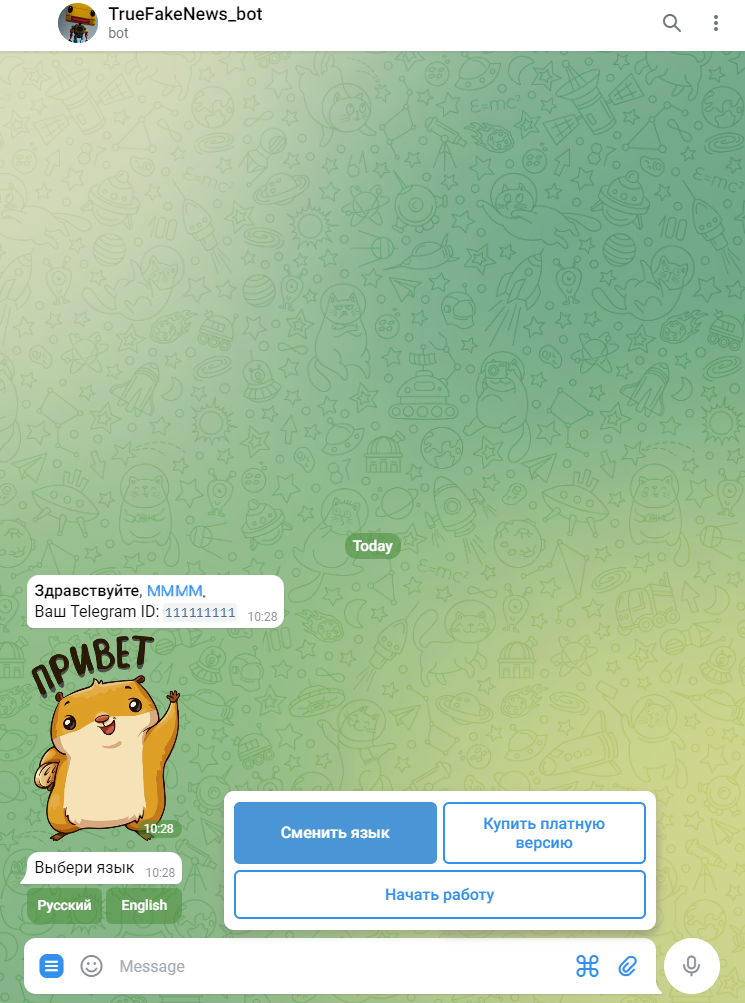 TrueFakeNews_bot
bot
Today
Здравствуйте, MMMM.
Ваш Telegram ID: 111111111 10:28
ПРИВЕТ
10:28
Выбери язык 10:28
Русский English
Сменить язык
Купить платную
версию
Начать работу
Message